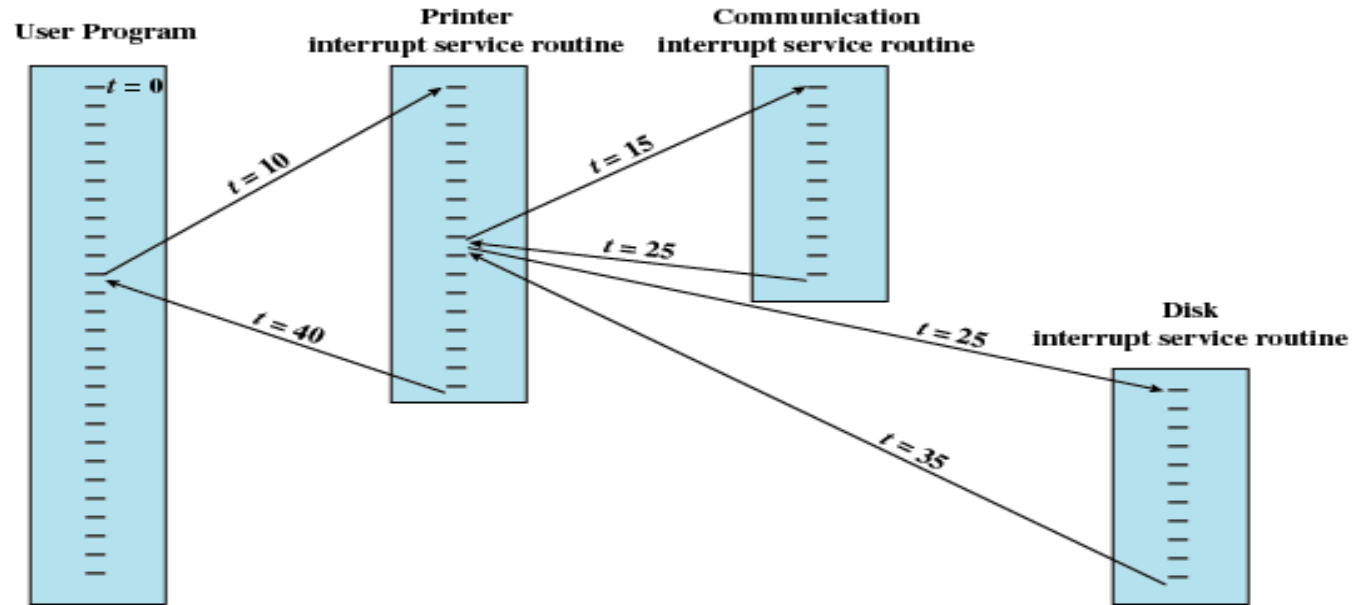 User Program
Printer
interrupt service routine
Communication
interrupt service routine
t = 0
t = 10
t = 15
t = 25
t = 25
t = 40
t = 35
Disk
interrupt service routine